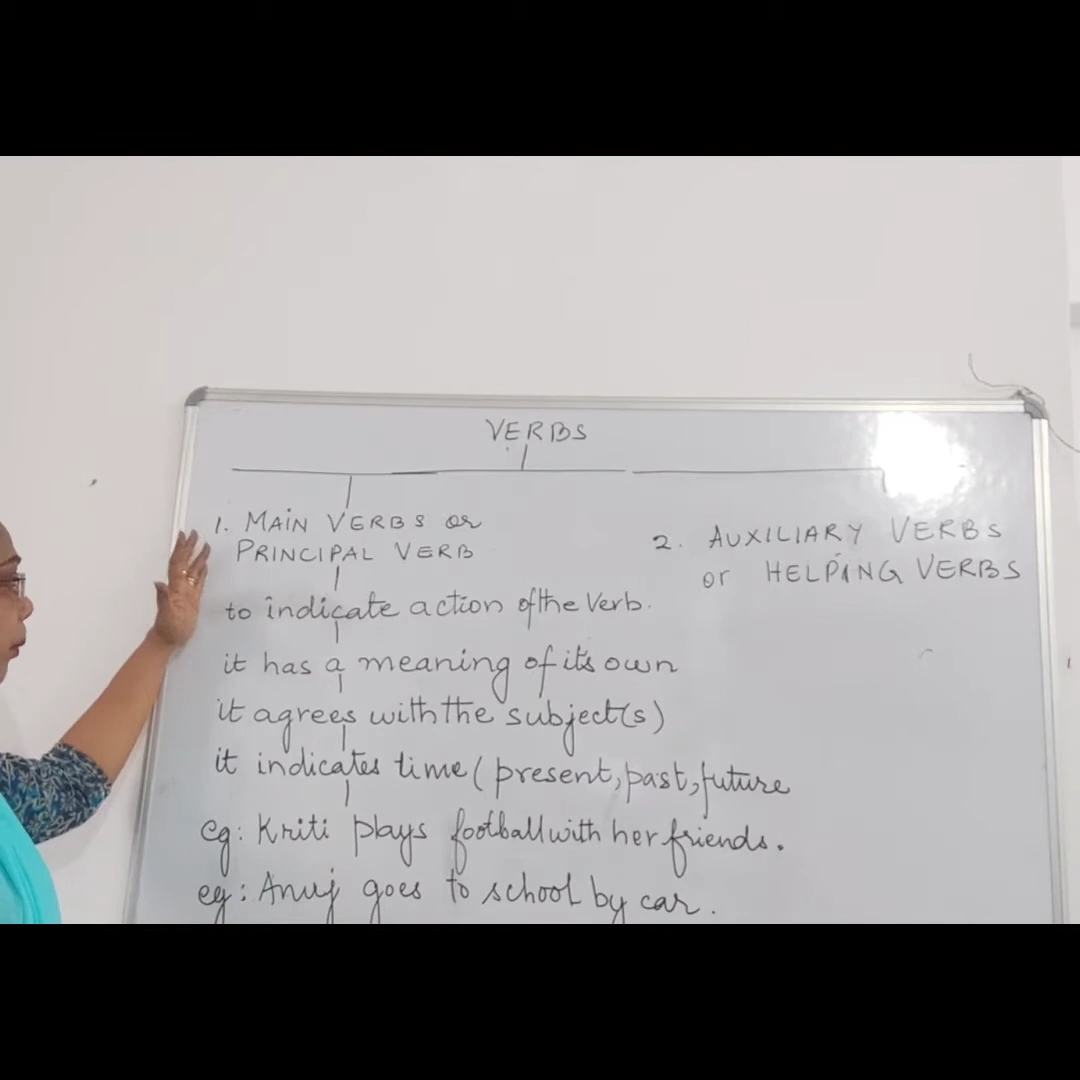 VERBS
1. MAIN VERBS or
PRINCIPAL VERB
2. AUXILIARY VERBS
or HELPING VERBS
to indicate action of the verb.
it has a meaning of it's own
it agrees with the subject(s)
it indicates time (present, past, future
eg: Kriti plays football with her friends.
eg: Anuj goes to school by car.